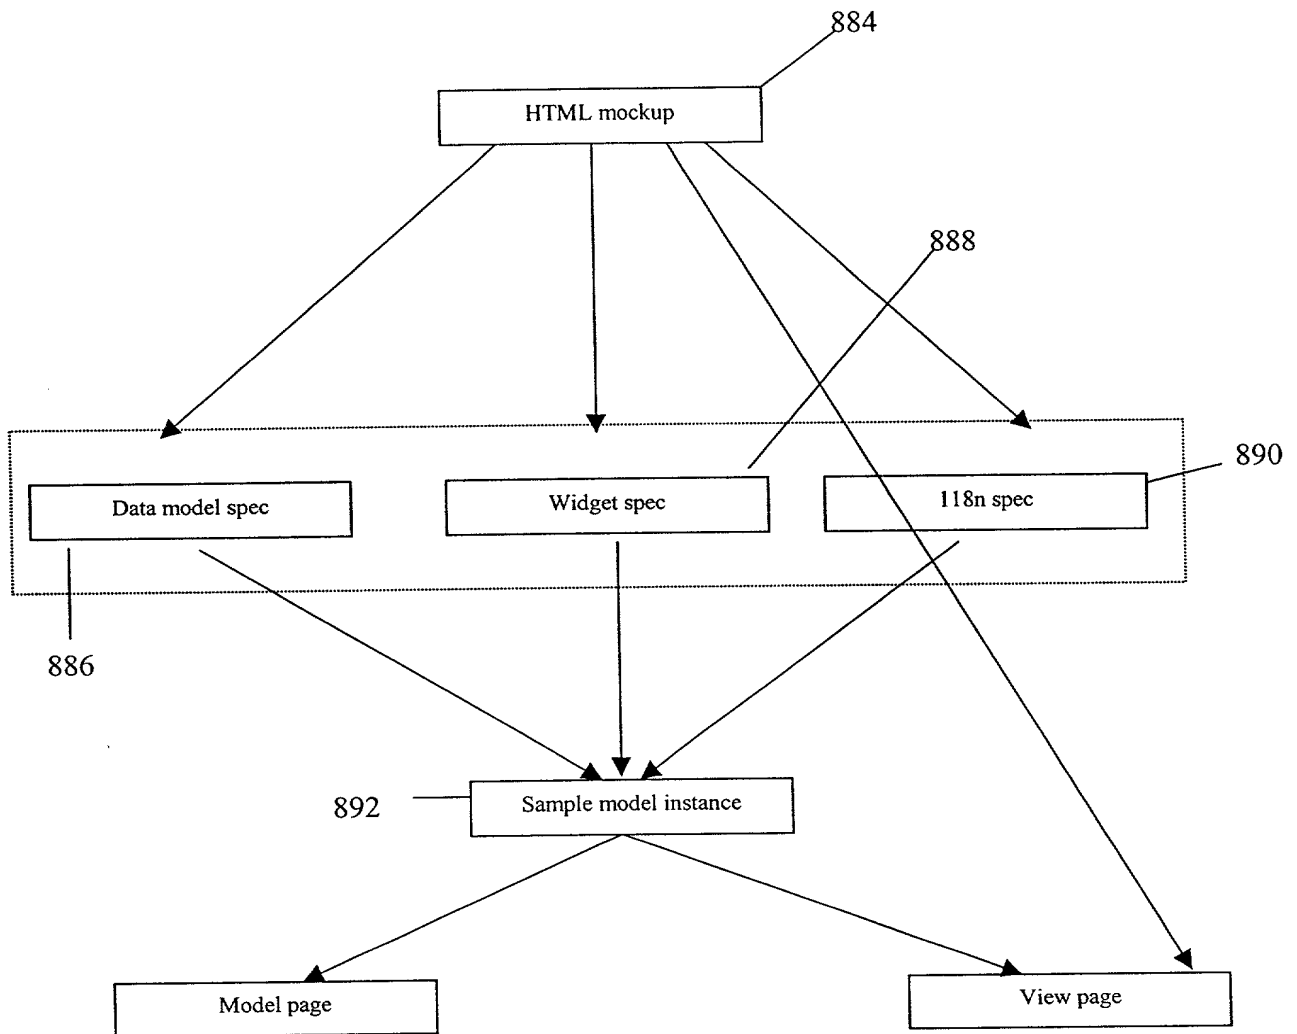 884
HTML mockup
888
890
Data model spec
Widget spec
118n spec
886
892
Sample model instance
Model page
View page